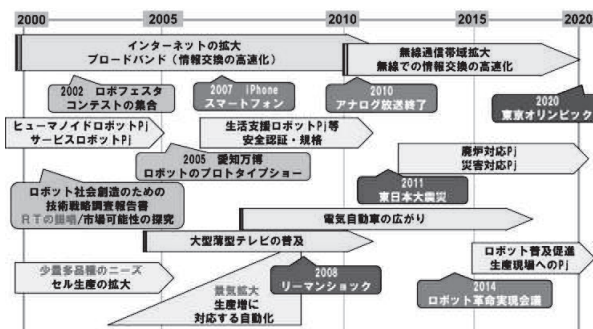 2000
2005
2010
2015
2020
インターネットの拡大
ブロードバンド（情報交換の高速化）
無線通信帯域拡大
無線での情報交換の高速化
2002 ロボフェスタ
コンテストの集合
2007 iPhone
スマートフォン
2010
アナログ放送終了
2020
東京オリンピック
ヒューマノイドロボットPj
サービスロボットPj
生活支援ロボットPj等
安全認証・規格
2005 愛知万博
ロボットのプロトタイプショー
廃炉対応Pj
災害対応Pj
2011
東日本大震災
ロボット社会創造のための
技術戦略調査報告書
RTの提唱/市場可能性の探究
電気自動車の広がり
大型薄型テレビの普及
少量多品種のニーズ
セル生産の拡大
景気拡大
生産増に
対応する自動化
2008
リーマンショック
ロボット普及促進
生産現場へのPj
2014
ロボット革命実現会議